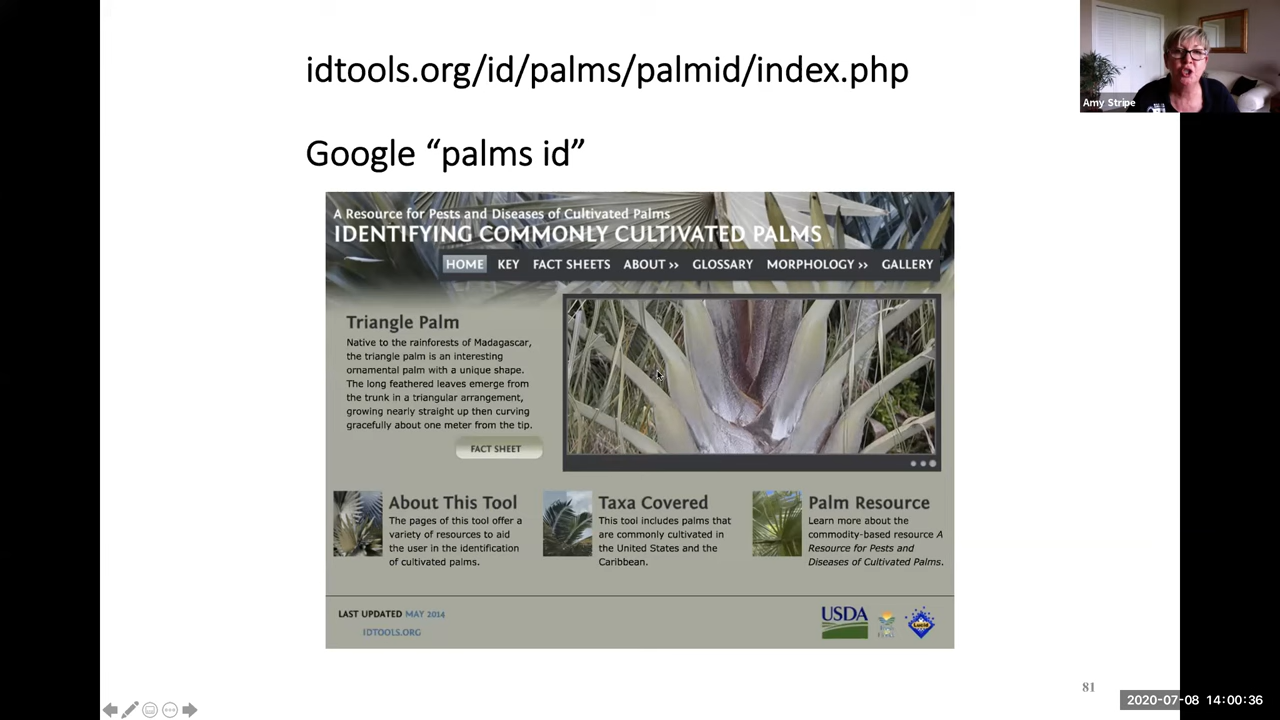 idtools.org/id/palms/palmid/index.php
Amy Stripe
Google “palms id”
A Resource for Pests and Diseases of Cultivated Palms
IDENTIFYING COMMONLY CULTIVATED PALMS
HOME KEY FACT SHEETS ABOUT >> GLOSSARY MORPHOLOGY >> GALLERY
Triangle Palm
Native to the rainforests of Madagascar,
the triangle palm is an interesting
ornamental palm with a unique shape.
The long feathered leaves emerge from
the trunk in a triangular arrangement,
growing nearly straight up then curving
gracefully about one meter from the tip.
FACT SHEET
About This Tool
The pages of this tool offer a
variety of resources to aid
the user in the identification
of cultivated palms.
Taxa Covered
This tool includes palms that
are commonly cultivated in
the United States and the
Caribbean.
Palm Resource
Learn more about the
commodity-based resource A
Resource for Pests and
Diseases of Cultivated Palms.
LAST UPDATED MAY 2014
IDTOOLS.ORG
USDA
Lucid
81
2020-07-08 14:00:36